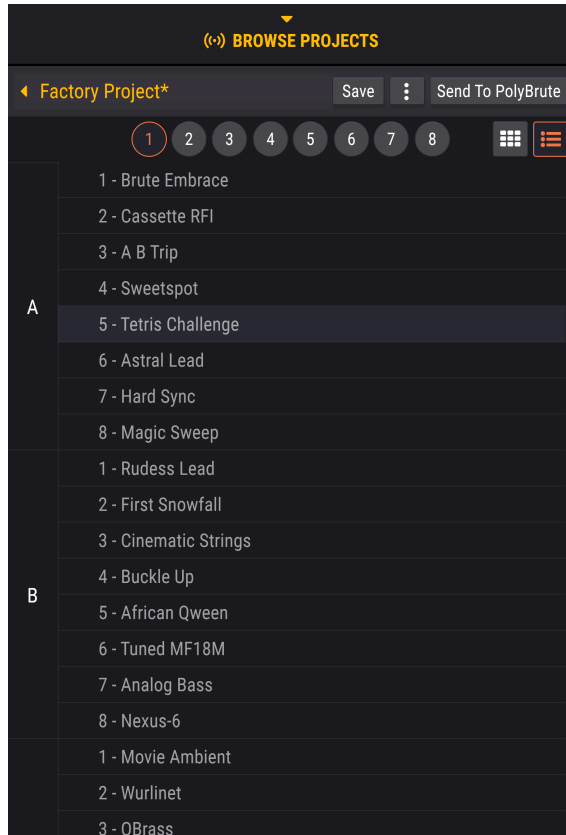 BROWSE PROJECTS
Factory Project* Save Send To PolyBrute
1 2 3 4 5 6 7 8
A
1 - Brute Embrace
2 - Cassette RFI
3 - A B Trip
4 - Sweetspot
5 - Tetris Challenge
6 - Astral Lead
7 - Hard Sync
8 - Magic Sweep
B
1 - Rudess Lead
2 - First Snowfall
3 - Cinematic Strings
4 - Buckle Up
5 - African Qween
6 - Tuned MF18M
7 - Analog Bass
8 - Nexus-6
1 - Movie Ambient
2 - Wurlinet
3 - OBrass